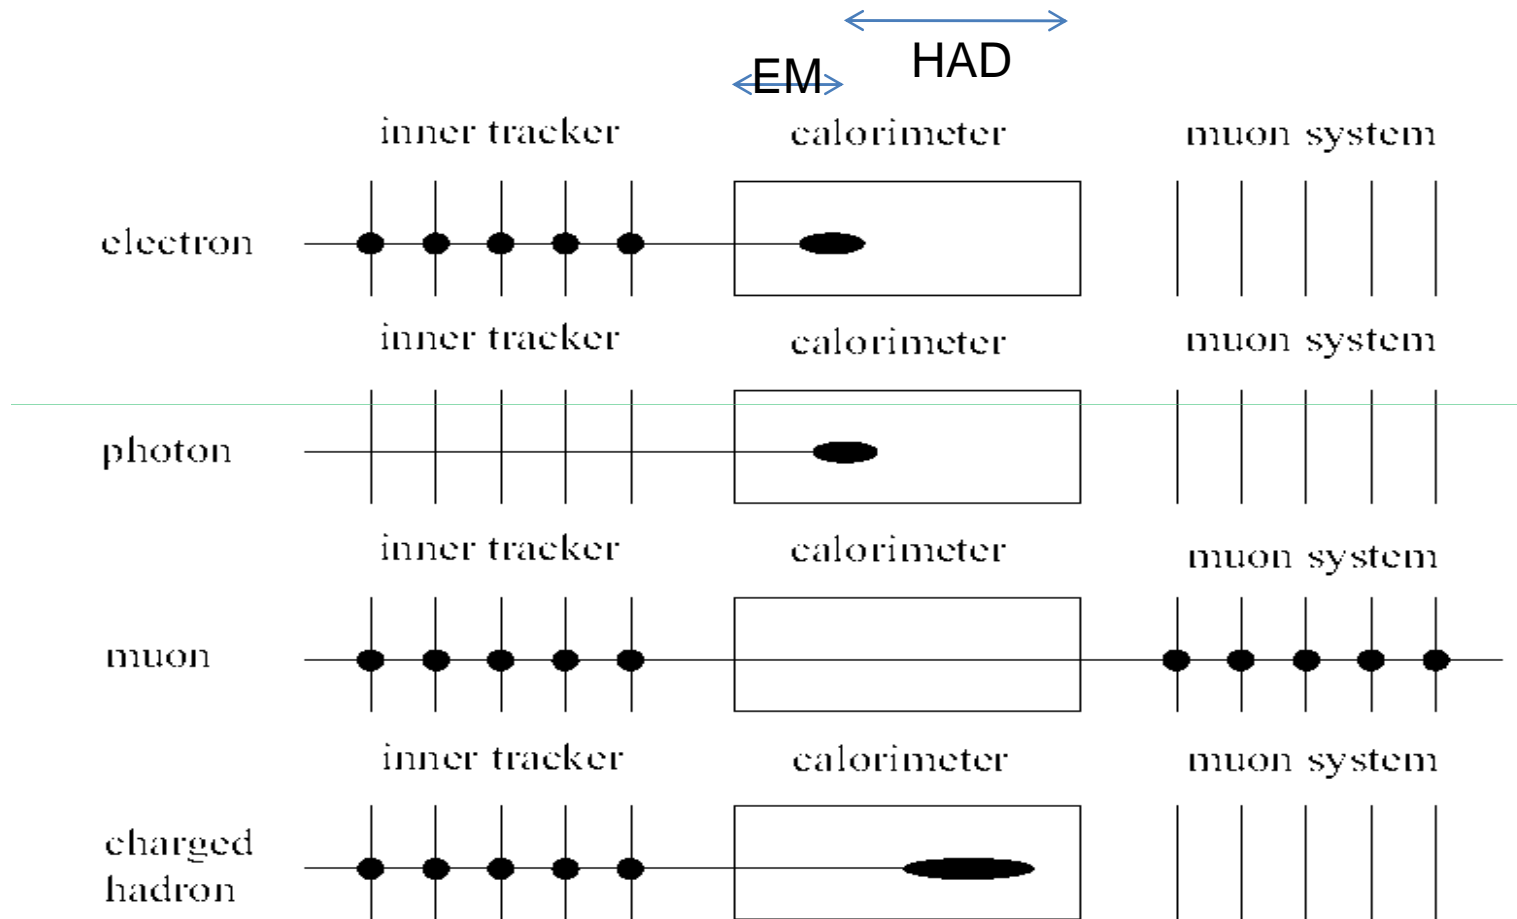 HAD
EM
inner tracker calorimeter muon system
electron
inner tracker calorimeter muon system
photon
inner tracker calorimeter muon system
muon
inner tracker calorimeter muon system
charged
hadron